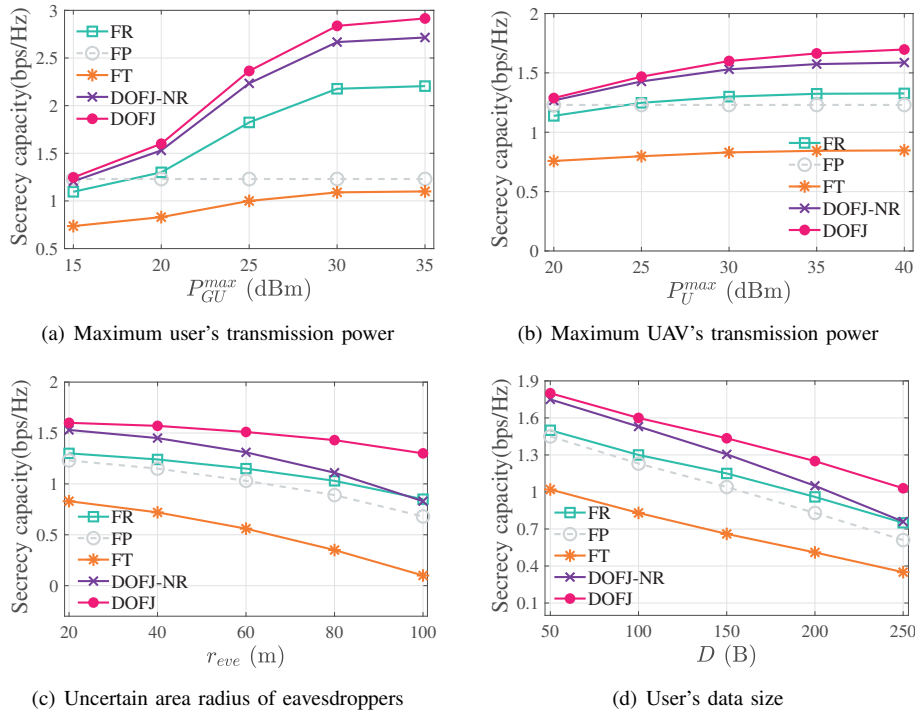 3
2.5
2
1.5
1
0.5
Secrecy capacity(bps/Hz)
FR
FP
FT
DOFJ-NR
DOFJ
15 20 25 30 35
P_{GU}^{max} (dBm)
(a) Maximum user's transmission power
2
1.5
1
0.5
0
Secrecy capacity(bps/Hz)
FR
FP
FT
DOFJ-NR
DOFJ
20 25 30 35 40
P_{U}^{max} (dBm)
(b) Maximum UAV's transmission power
2
1.5
1
0.5
0
Secrecy capacity(bps/Hz)
FR
FP
FT
DOFJ-NR
DOFJ
20 40 60 80 100
r_{eve} (m)
(c) Uncertain area radius of eavesdroppers
1.9
1.6
1.3
1
0.7
0.4
0.1
Secrecy capacity(bps/Hz)
FR
FP
FT
DOFJ-NR
DOFJ
50 100 150 200 250
D (B)
(d) User's data size